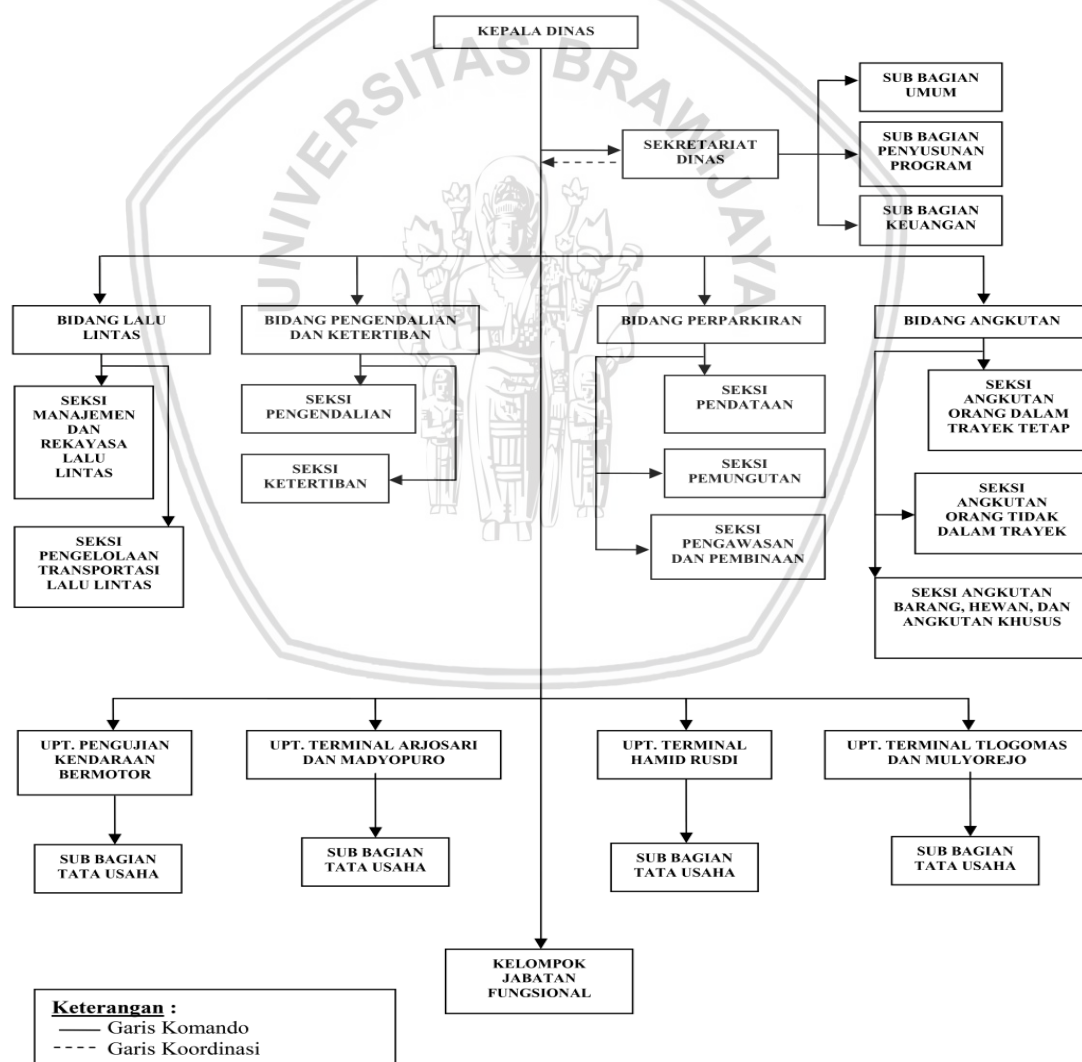 KEPALA DINAS
UNIVERSITAS BRAWIJAYA
SUB BAGIAN
UMUM
SEKRETARIAT
DINAS
SUB BAGIAN
PENYUSUNAN
PROGRAM
SUB BAGIAN
KEUANGAN
BIDANG LALU
LINTAS
BIDANG PENGENDALIAN
DAN KETERTIBAN
BIDANG PERPARKIRAN
BIDANG ANGKUTAN
SEKSI
MANAJEMEN
DAN
REKAYASA
LALU
LINTAS
SEKSI
PENGELOLAAN
TRANSPORTASI
LALU LINTAS
SEKSI
PENGENDALIAN
SEKSI
KETERTIBAN
SEKSI
PENDATAAN
SEKSI
PEMUNGUTAN
SEKSI
PENGAWASAN
DAN PEMBINAAN
SEKSI
ANGKUTAN
ORANG DALAM
TRAYEK TETAP
SEKSI
ANGKUTAN
ORANG TIDAK
DALAM TRAYEK
SEKSI ANGKUTAN
BARANG, HEWAN, DAN
ANGKUTAN KHUSUS
UPT. PENGUJIAN
KENDARAAN
BERMOTOR
UPT. TERMINAL ARJOSARI
DAN MADYOPURO
UPT. TERMINAL
HAMID RUSDI
UPT. TERMINAL TLOGOMAS
DAN MULYOREJO
SUB BAGIAN
TATA USAHA
SUB BAGIAN
TATA USAHA
SUB BAGIAN
TATA USAHA
SUB BAGIAN
TATA USAHA
KELOMPOK
JABATAN
FUNGSIONAL
Keterangan :
Garis Komando
Garis Koordinasi